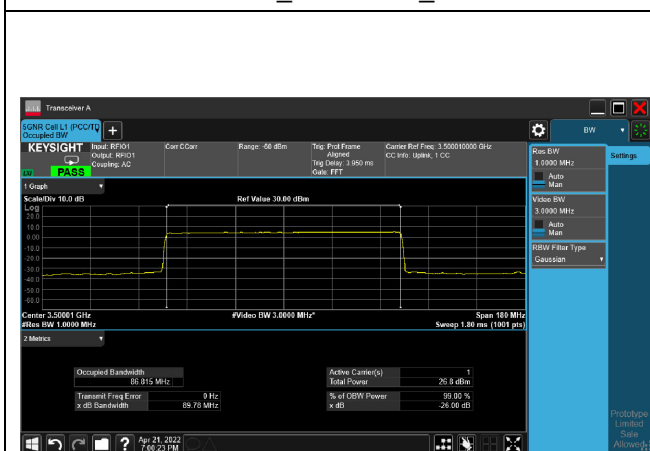 Transceiver A
5GNR Cell L1 (PCC/T
Occupied BW
BW
KEYSIGHT
Input: RFIO1
Output: RFIO1
Coupling: AC
Corr CCorr
Range: -60 dBm
Trig: Prot Frame
Aligned
Trig Delay: 3.950 ms
Gate: FFT
Carrier Ref Freq: 3.500010000 GHz
CC Info: Uplink, 1 CC
PASS
Res BW
1.0000 MHz
Auto
Man
Settings
Video BW
3.0000 MHz
Auto
Man
RBW Filter Type
Gaussian
1 Graph
Scale/Div 10.0 dB
Ref Value 30.00 dBm
Log
20.0
10.0
0.00
-10.0
-20.0
-30.0
-40.0
-50.0
-60.0
Center 3.50001 GHz
#Video BW 3.0000 MHz*
Span 180 MHz
#Res BW 1.0000 MHz
Sweep 1.80 ms (1001 pts)
2 Metrics
Occupied Bandwidth
86.815 MHz
Active Carrier(s) 1
Total Power 26.8 dBm
Transmit Freq Error 0 Hz
x dB Bandwidth 89.78 MHz
% of OBW Power 99.00 %
x dB -26.00 dB
Prototype
Limited
Sale
Allowed
?
Apr 21, 2022
7:00:23 PM